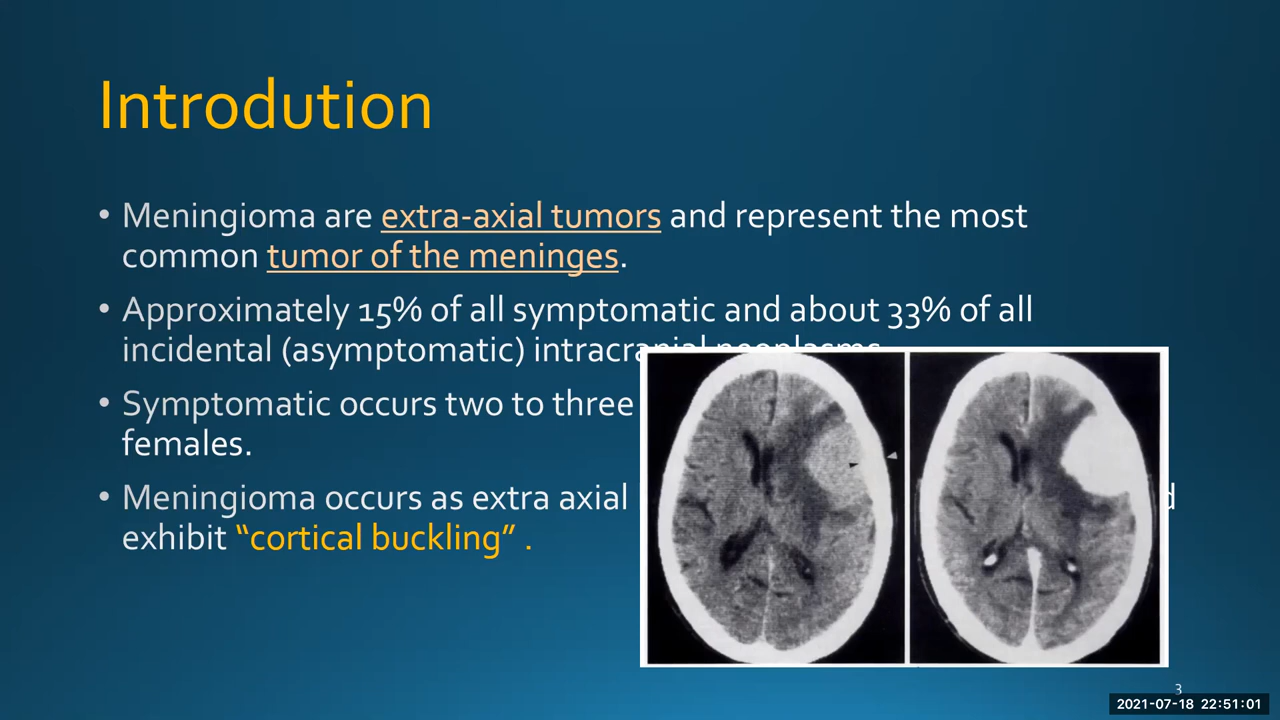 Introdution
• Meningioma are extra-axial tumors and represent the most
common tumor of the meninges.
• Approximately 15% of all symptomatic and about 33% of all
incidental (asymptomatic) intracranial neoplasms
• Symptomatic occurs two to three
females.
• Meningioma occurs as extra axial
exhibit “cortical buckling” .
3
2021-07-18 22:51:01